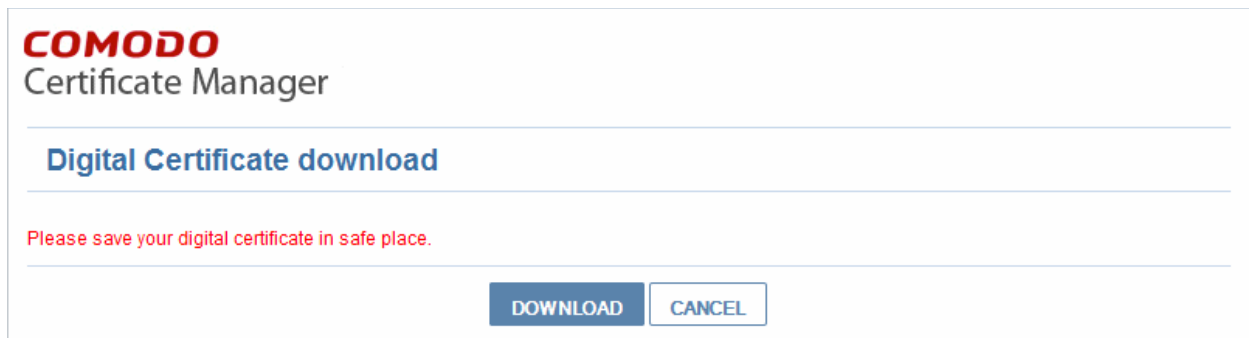 COMODO
Certificate Manager
Digital Certificate download
Please save your digital certificate in safe place.
DOWNLOAD CANCEL